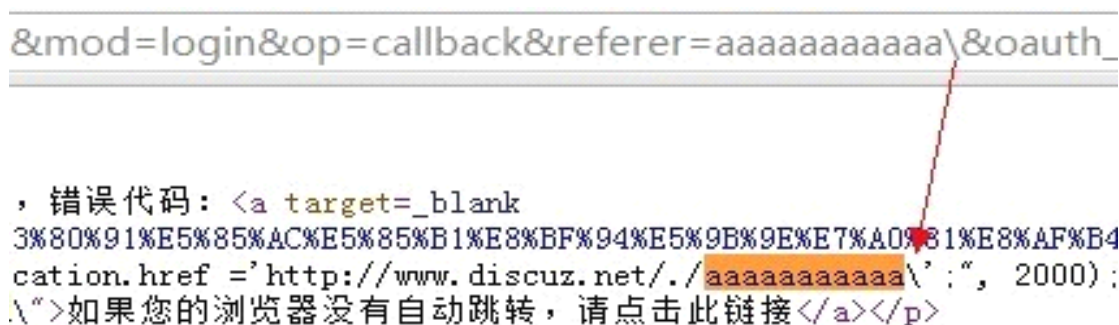 &mod=login&op=callback&referer=aaaaaaaaaaa\&oauth_
，错误代码：<a target=_blank
3%80%91%E5%85%AC%E5%85%B1%E8%BF%94%E5%9B%9E%E7%A0%81%E8%AF%B4
cation.href ='http://www.discuz.net/./aaaaaaaaaaa\';", 2000);
\">如果您的浏览器没有自动跳转，请点击此链接</a></p>